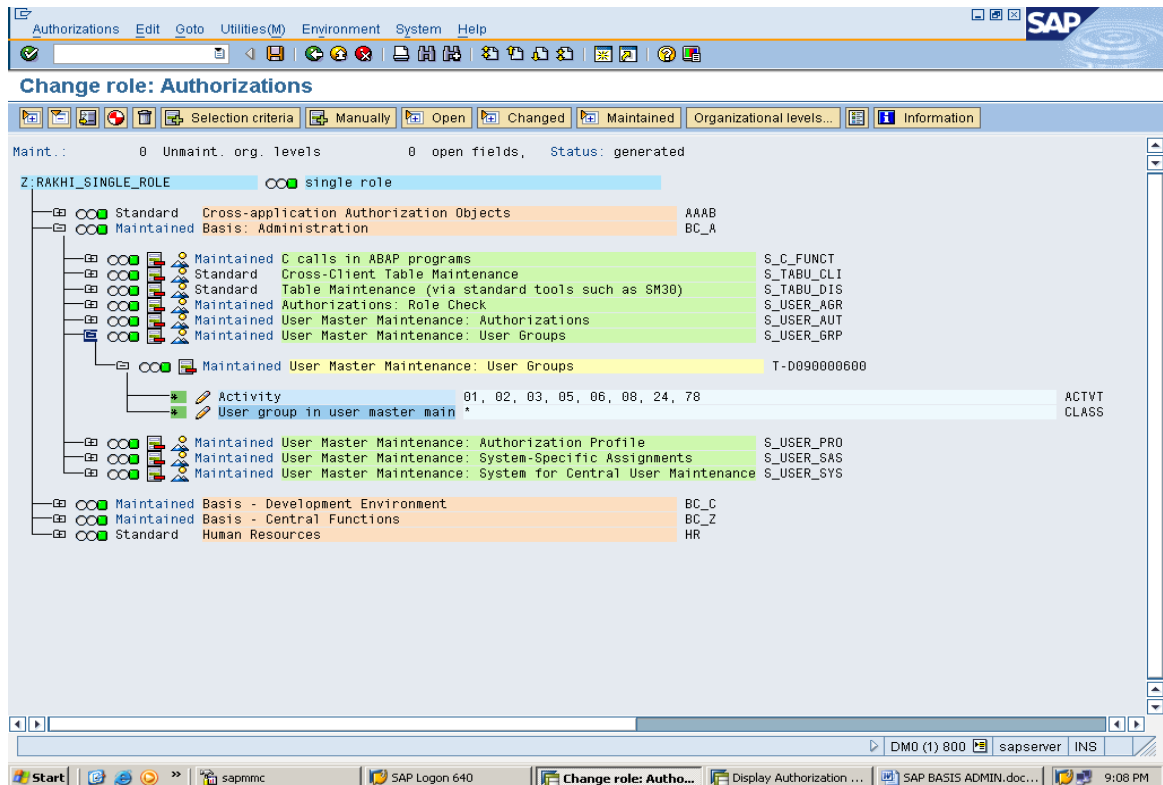 Authorizations Edit Goto Utilities(M) Environment System Help
SAP
Change role: Authorizations
Selection criteria Manually Open Changed Maintained Organizational levels... Information
Maint.: 0 Unmaint. org. levels 0 open fields, Status: generated
Z:RAKHI_SINGLE_ROLE single role
Standard Cross-application Authorization Objects AAAB
Maintained Basis: Administration BC_A
Maintained C calls in ABAP programs S_C_FUNCT
Standard Cross-Client Table Maintenance S_TABU_CLI
Standard Table Maintenance (via standard tools such as SM30) S_TABU_DIS
Maintained Authorizations: Role Check S_USER_AGR
Maintained User Master Maintenance: Authorizations S_USER_AUT
Maintained User Master Maintenance: User Groups S_USER_GRP
Maintained User Master Maintenance: User Groups T-D090000600
* Activity 01, 02, 03, 05, 06, 08, 24, 78 ACTVT
* User group in user master main * CLASS
Maintained User Master Maintenance: Authorization Profile S_USER_PRO
Maintained User Master Maintenance: System-Specific Assignments S_USER_SAS
Maintained User Master Maintenance: System for Central User Maintenance S_USER_SYS
Maintained Basis - Development Environment BC_C
Maintained Basis - Central Functions BC_Z
Standard Human Resources HR
DM0 (1) 800 sapserver INS
Start » sapmmc SAP Logon 640 Change role: Autho... Display Authorization ... SAP BASIS ADMIN.doc... 9:08 PM